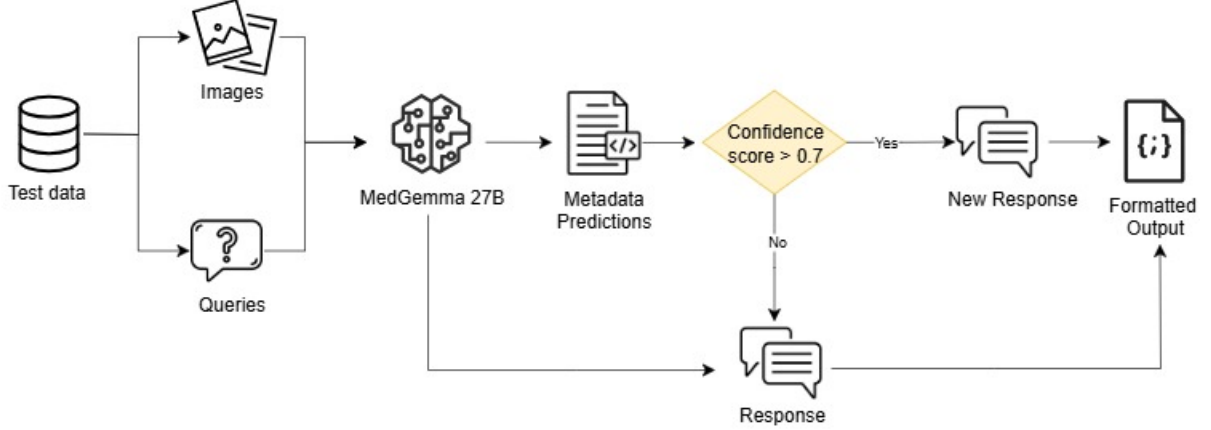 Images
Test data
Queries
MedGemma 27B
</>
Metadata
Predictions
Confidence
score > 0.7
Yes
No
New Response
{;}
Formatted
Output
?
Response